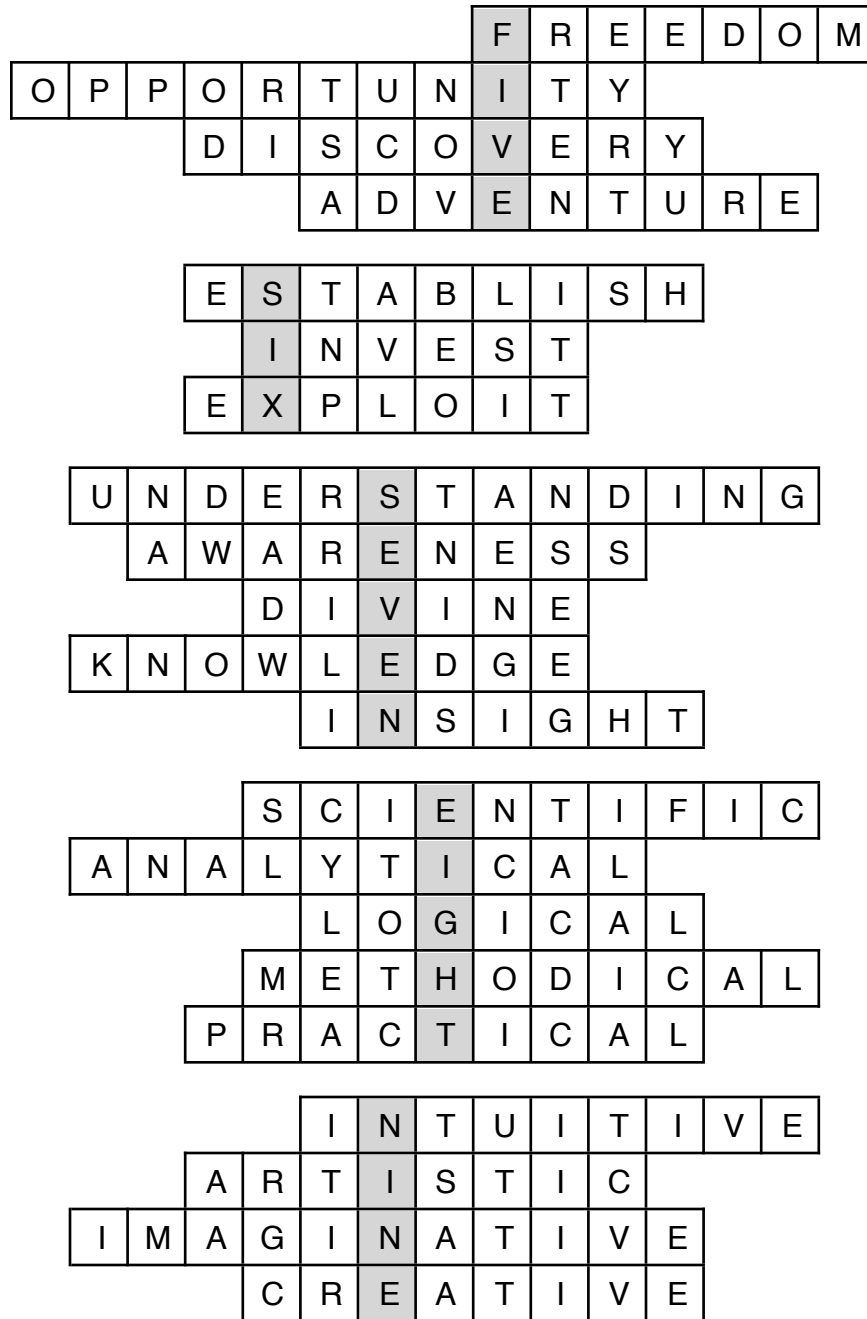 FREEDOM
OPPORTUNITY
DISCOVERY
ADVENTURE
ESTABLISH
INVEST
EXPLOIT
UNDERSTANDING
AWARENESS
DIVINE
KNOWLEDGE
INSIGHT
SCIENTIFIC
ANALYTICAL
LOGICAL
METHODICAL
PRACTICAL
INTUITIVE
ARTISTIC
IMAGINATIVE
CREATIVE